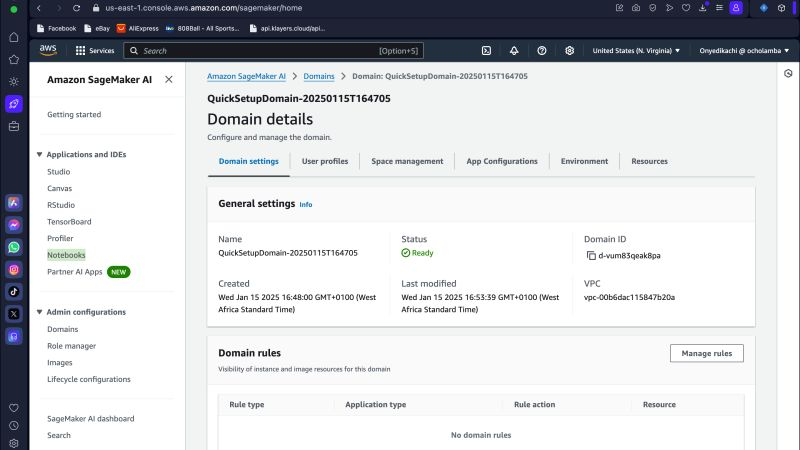 us-east-1.console.aws.amazon.com/sagemaker/home
Facebook
eBay
AliExpress
808Ball - All Sports...
api.klayers.cloud/api...
aws
Services
Search
[Option+S]
United States (N. Virginia)
Onyedikachi @ ocholamba
Amazon SageMaker AI
Getting started
Applications and IDEs
Studio
Canvas
RStudio
TensorBoard
Profiler
Notebooks
Partner AI Apps NEW
Admin configurations
Domains
Role manager
Images
Lifecycle configurations
SageMaker AI dashboard
Search
Amazon SageMaker AI > Domains > Domain: QuickSetupDomain-20250115T164705
QuickSetupDomain-20250115T164705
Domain details
Configure and manage the domain.
Domain settings
User profiles
Space management
App Configurations
Environment
Resources
General settings Info
Name
QuickSetupDomain-20250115T164705
Status
Ready
Domain ID
d-vum83qeak8pa
Created
Wed Jan 15 2025 16:48:00 GMT+0100 (West
Africa Standard Time)
Last modified
Wed Jan 15 2025 16:53:39 GMT+0100 (West
Africa Standard Time)
VPC
vpc-00b6dac115847b20a
Domain rules
Visibility of instance and image resources for this domain
Manage rules
Rule type
Application type
Rule action
Resource
No domain rules